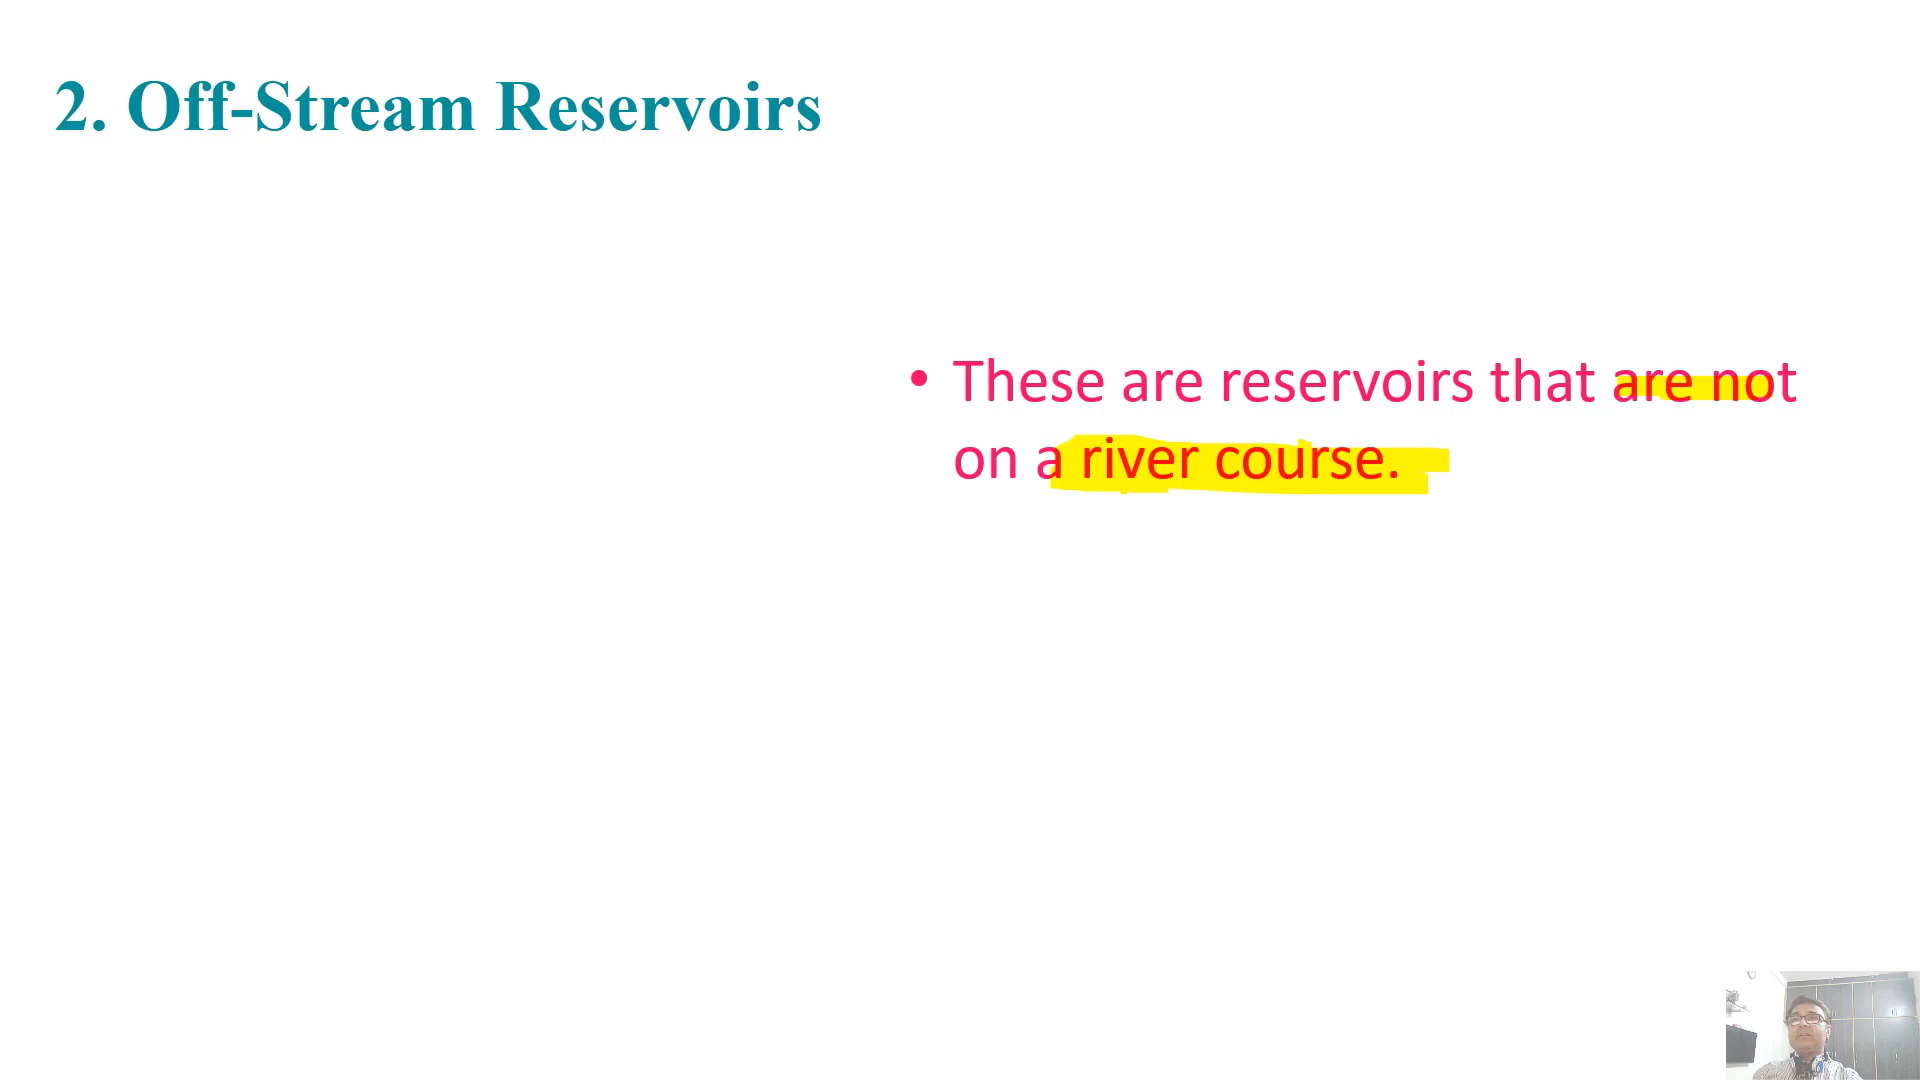 2. Off-Stream Reservoirs
• These are reservoirs that are not
on a river course.